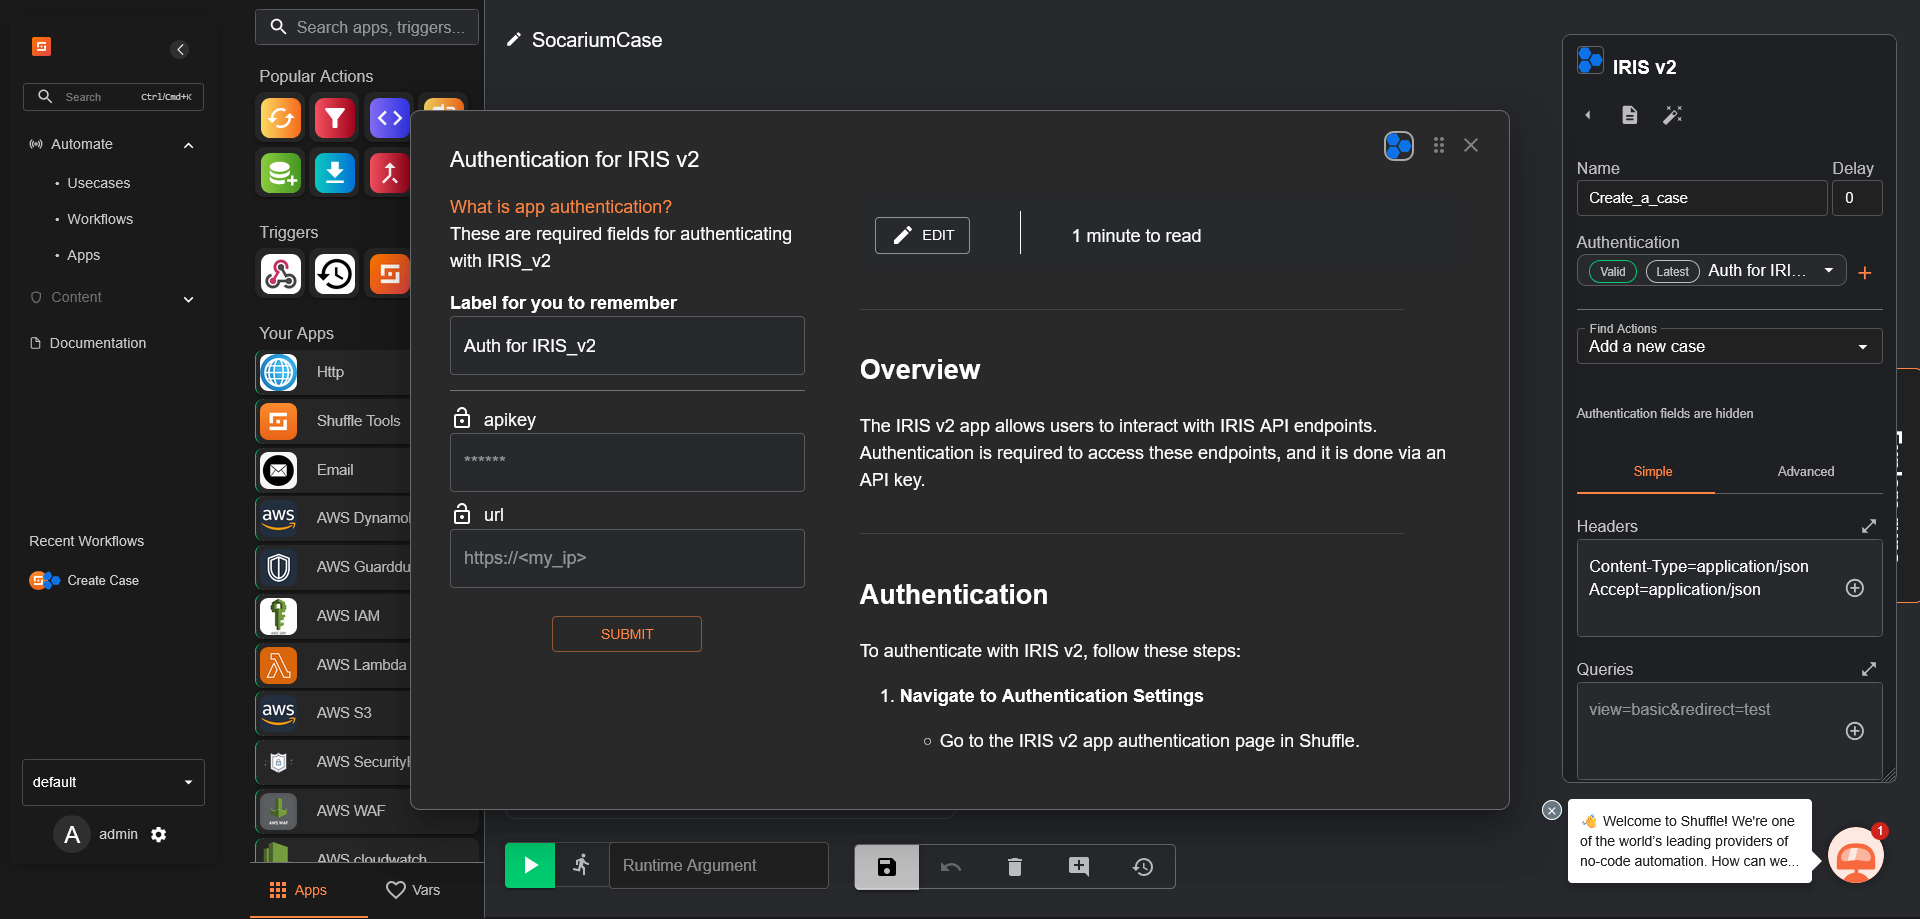 Search
Ctrl/Cmd+K
Automate
Usecases
Workflows
Apps
Content
Documentation
Recent Workflows
Create Case
default
A
admin
Search apps, triggers...
Popular Actions
Triggers
Your Apps
Http
Shuffle Tools
Email
aws
AWS Dynamo
AWS Guarddu
AWS IAM
AWS Lambda
aws
AWS S3
AWS Security
AWS WAF
AWS cloudwatch
Apps
Vars
SocariumCase
Authentication for IRIS v2
What is app authentication?
These are required fields for authenticating
with IRIS_v2
Label for you to remember
Auth for IRIS_v2
apikey
******
url
https://<my_ip>
SUBMIT
EDIT
1 minute to read
Overview
The IRIS v2 app allows users to interact with IRIS API endpoints.
Authentication is required to access these endpoints, and it is done via an
API key.
Authentication
To authenticate with IRIS v2, follow these steps:
1. Navigate to Authentication Settings
Go to the IRIS v2 app authentication page in Shuffle.
Runtime Argument
IRIS v2
Name
Delay
Create_a_case
0
Authentication
Valid
Latest
Auth for IRI...
Find Actions
Add a new case
Authentication fields are hidden
Simple
Advanced
Headers
Content-Type=application/json
Accept=application/json
Queries
view=basic&redirect=test
👋 Welcome to Shuffle! We're one
of the world's leading providers of
no-code automation. How can we...
1